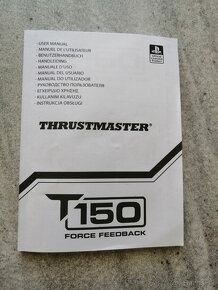 - USER MANUAL
- MANUEL DE L'UTILISATEUR
- BENUTZERHANDBUCH
- HANDLEIDING
- MANUALE D'USO
- MANUAL DEL USUARIO
- MANUAL DO UTILIZADOR
- РУКОВОДСТВО ПОЛЬЗОВАТЕЛЯ
- ΕΓΧΕΙΡΙΔΙΟ ΧΡΗΣΗΣ
- KULLANIM KILAVUZU
- INSTRUKCJA OBSŁUGI
THRUSTMASTER®
T150
FORCE FEEDBACK